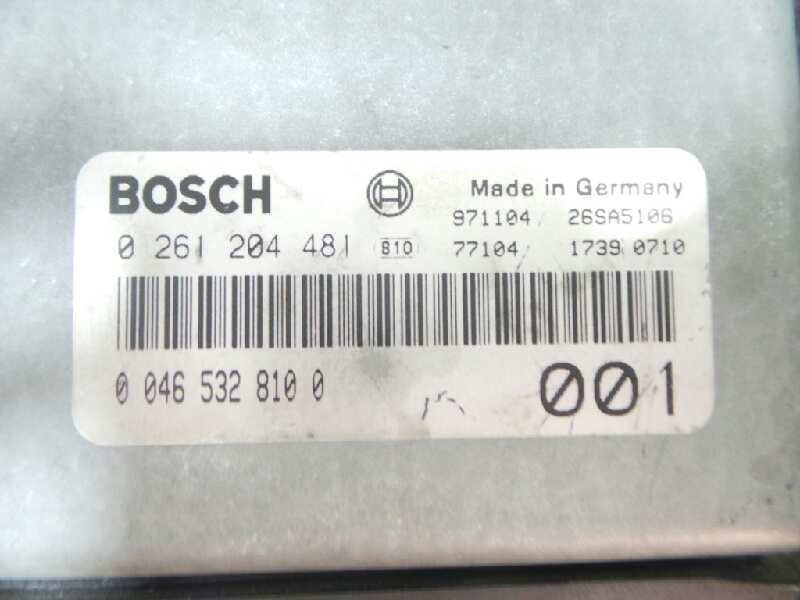 BOSCH
Made in Germany
971104/ 26SA5106
0 261 204 481 810 77104/ 1739 0710
0 046 532 810 0
001